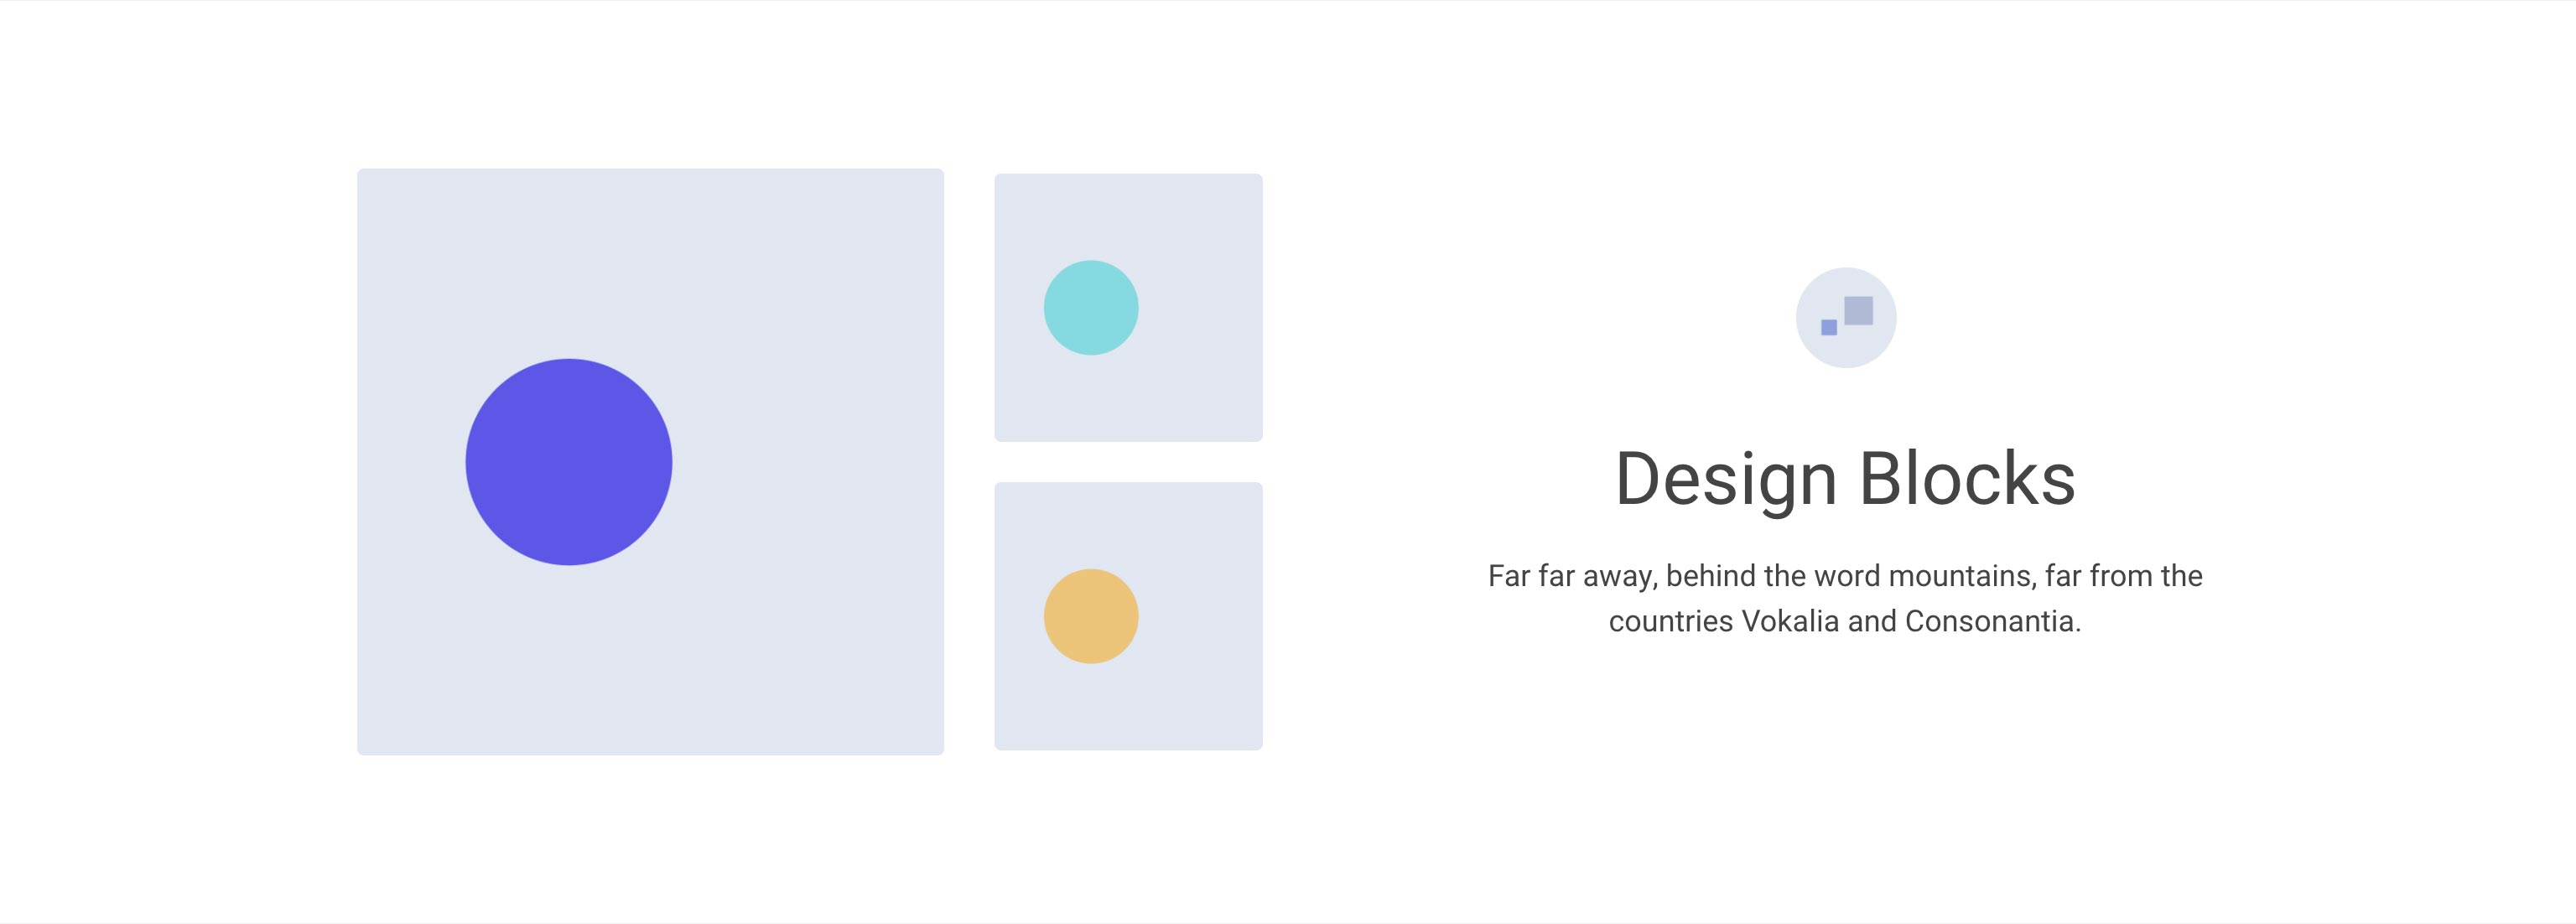 Design Blocks
Far far away, behind the word mountains, far from the
countries Vokalia and Consonantia.